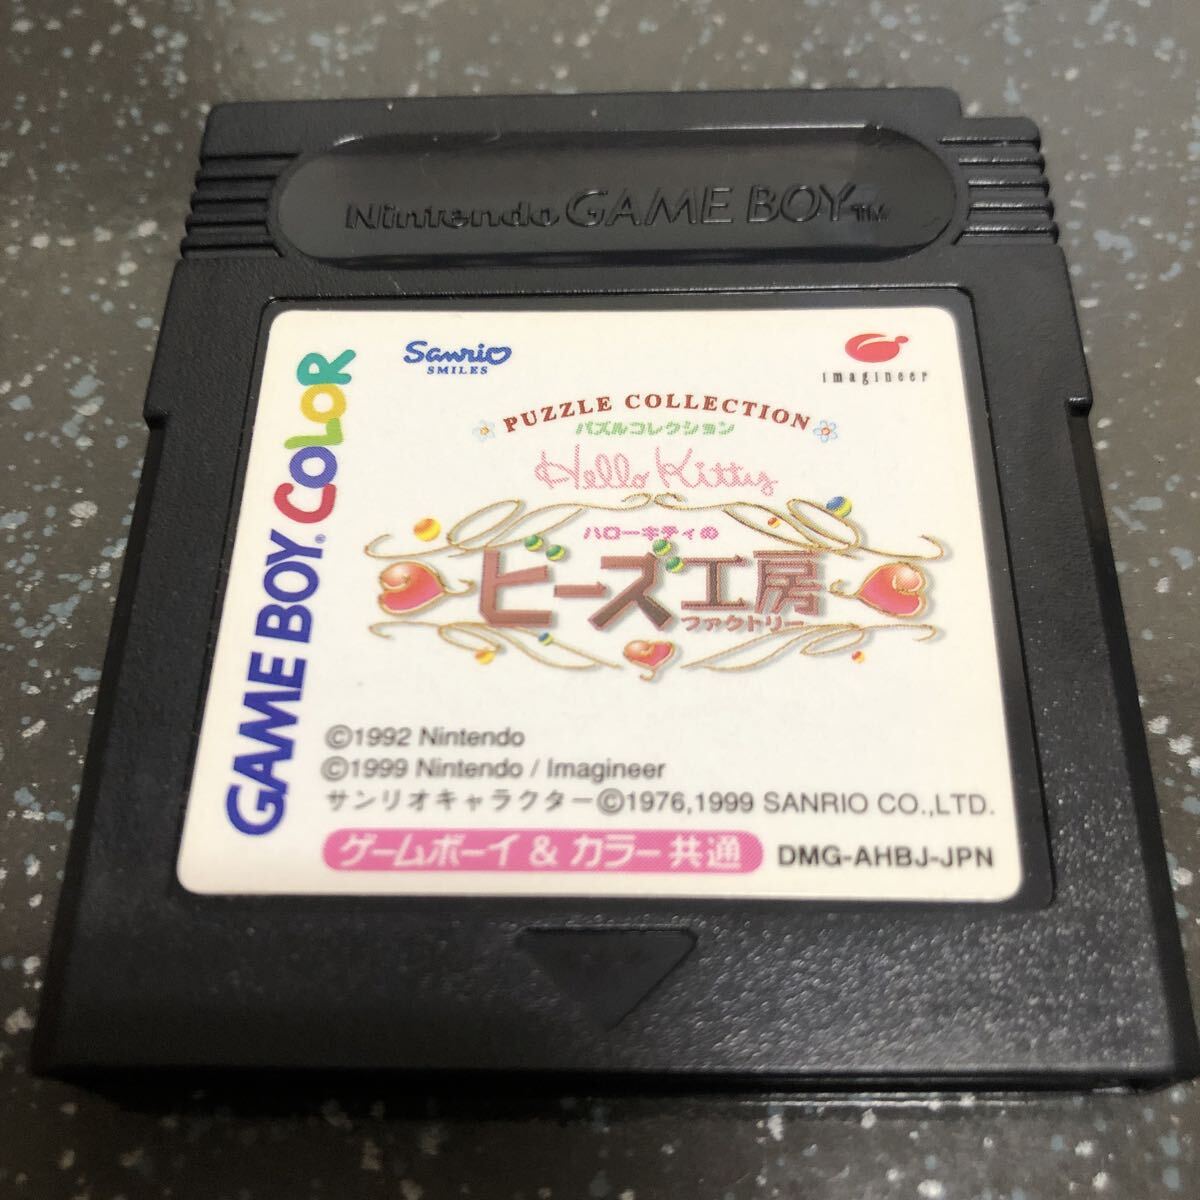 Nintendo GAME BOY™
Sanrio
SMILES
imagineer
PUZZLE COLLECTION
パズルコレクション
Hello Kitty
ハローキティの
ビーズ工房
ファクトリー
GAME BOY® COLOR
©1992 Nintendo
©1999 Nintendo / Imagineer
サンリオキャラクター©1976,1999 SANRIO CO.,LTD.
ゲームボーイ & カラー共通
DMG-AHBJ-JPN